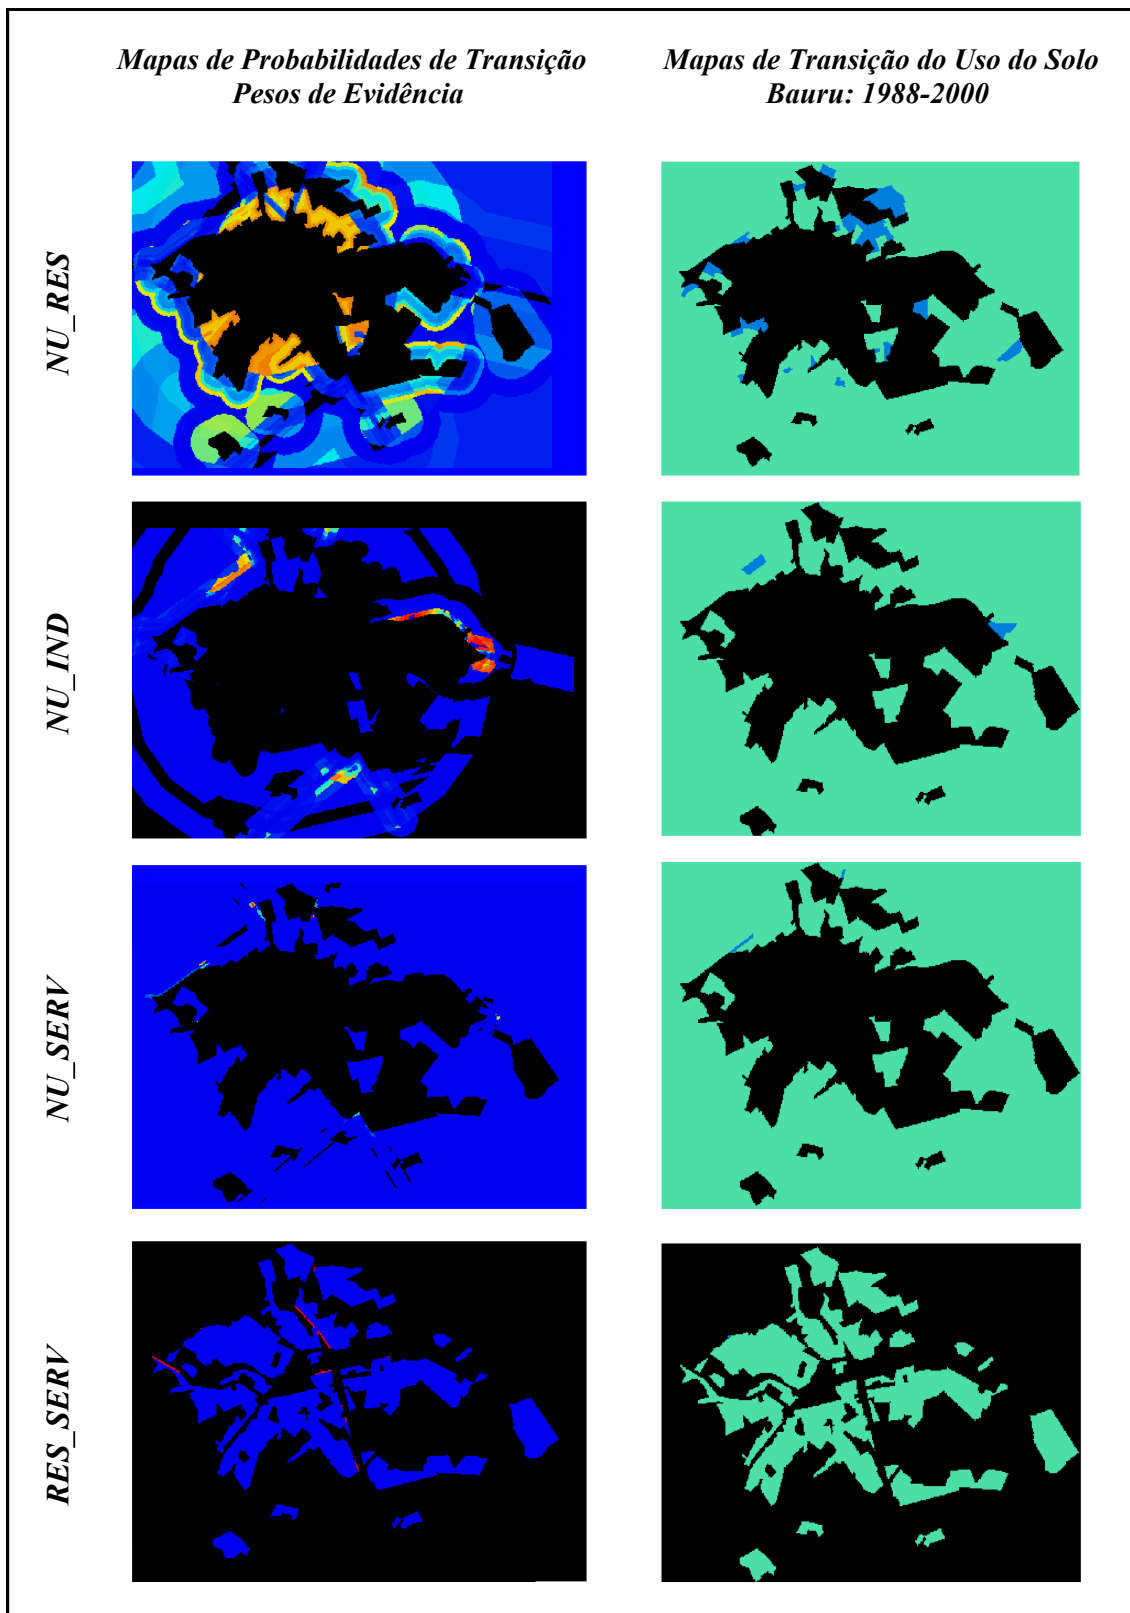 Mapas de Probabilidades de Transição
Pesos de Evidência
Mapas de Transição do Uso do Solo
Bauru: 1988-2000
NU_RES
NU_IND
NU_SERV
RES_SERV